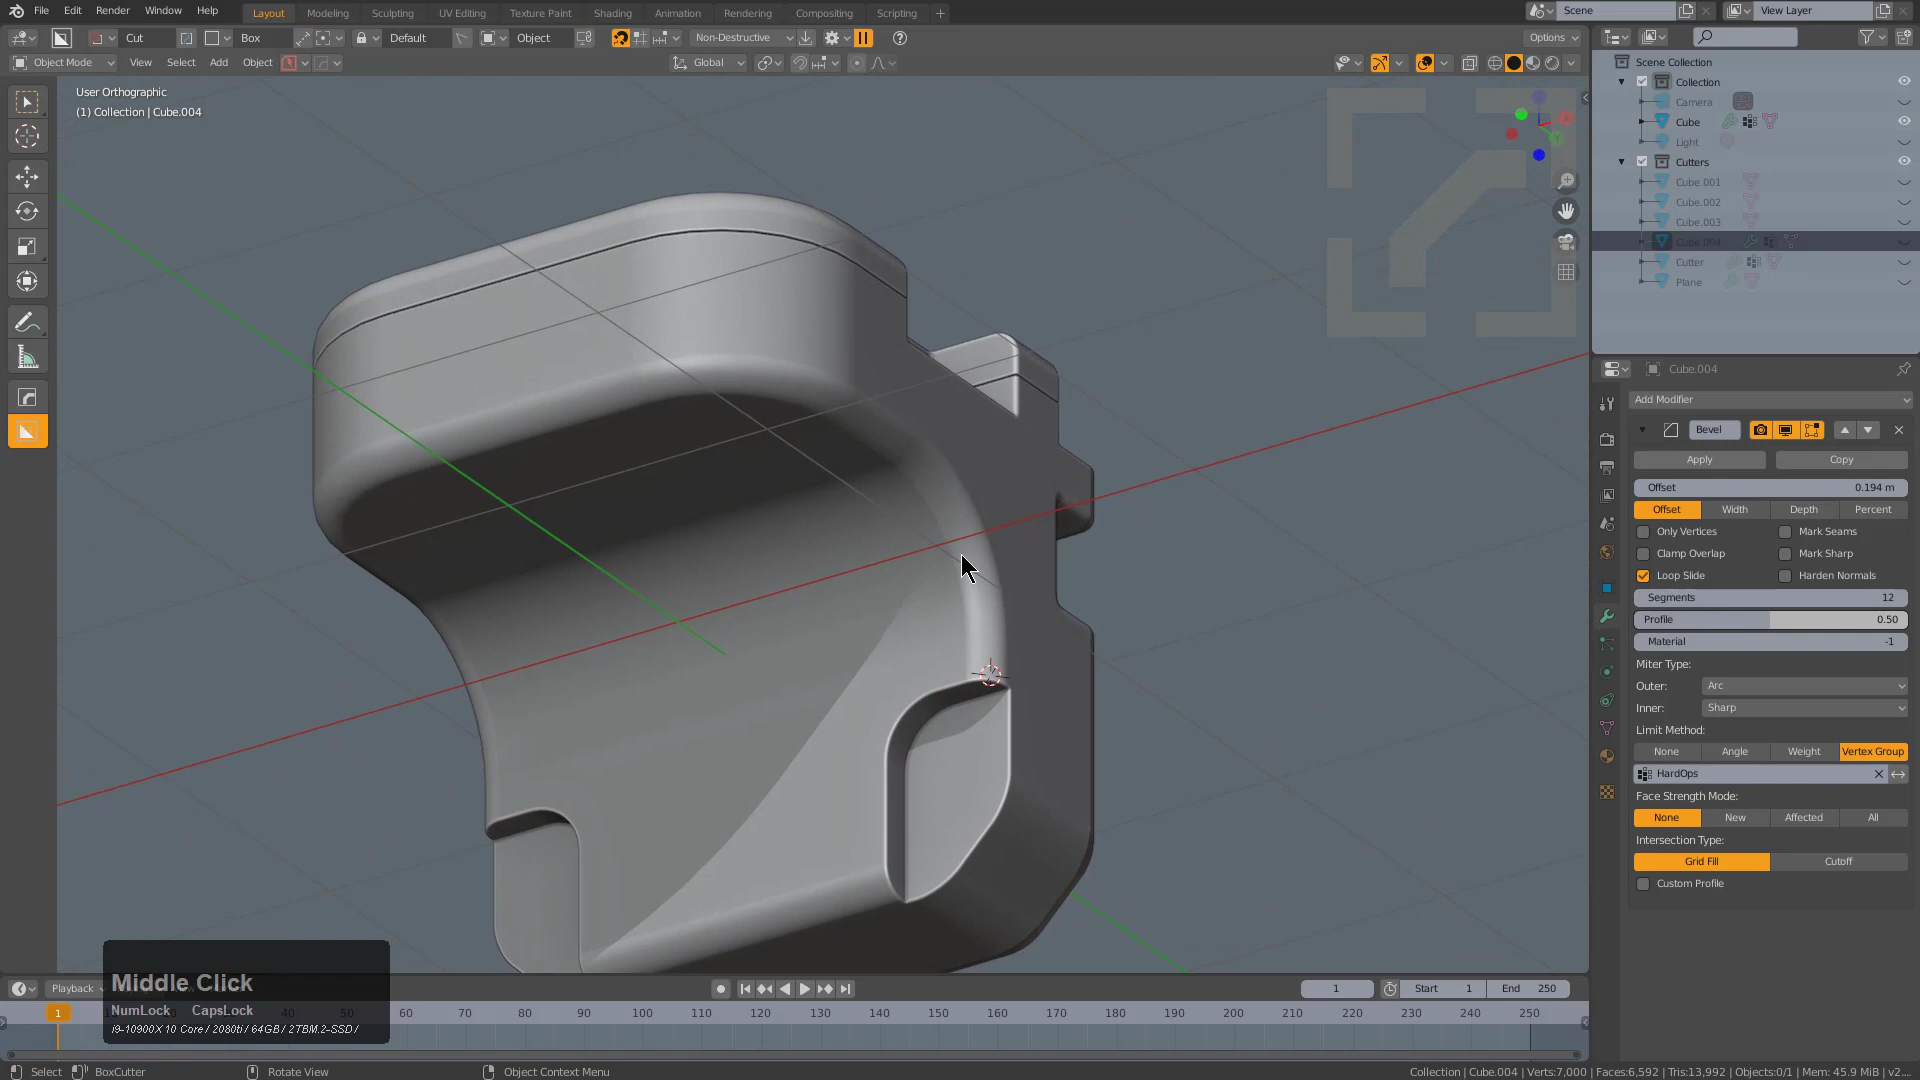 File Edit Render Window Help
Layout Modeling Sculpting UV Editing Texture Paint Shading Animation Rendering Compositing Scripting +
Scene
View Layer
Cut Box Default Object Non-Destructive Options
Object Mode View Select Add Object Global
User Orthographic
(1) Collection | Cube.004
Scene Collection
Collection
Camera
Cube
Light
Cutters
Cube.001
Cube.002
Cube.003
Cube.004
Cutter
Plane
Cube.004
Add Modifier
Bevel
Apply Copy
Offset 0.194 m
Offset Width Depth Percent
Only Vertices Mark Seams
Clamp Overlap Mark Sharp
Loop Slide Harden Normals
Segments 12
Profile 0.50
Material -1
Miter Type:
Outer: Arc
Inner: Sharp
Limit Method:
None Angle Weight Vertex Group
HardOps
Face Strength Mode:
None New Affected All
Intersection Type:
Grid Fill Cutoff
Custom Profile
Middle Click
NumLock CapsLock
i9-10900X 10 Core / 2080ti / 64GB / 2TBM.2-SSD /
Playback
1 Start 1 End 250
1 60 70 80 90 100 110 120 130 140 150 160 170 180 190 200 210 220 230 240 250
Select BoxCutter Rotate View Object Context Menu
Collection | Cube.004 | Verts:7,000 | Faces:6,592 | Tris:13,992 | Objects:0/1 | Mem: 45.9 MiB | v2....